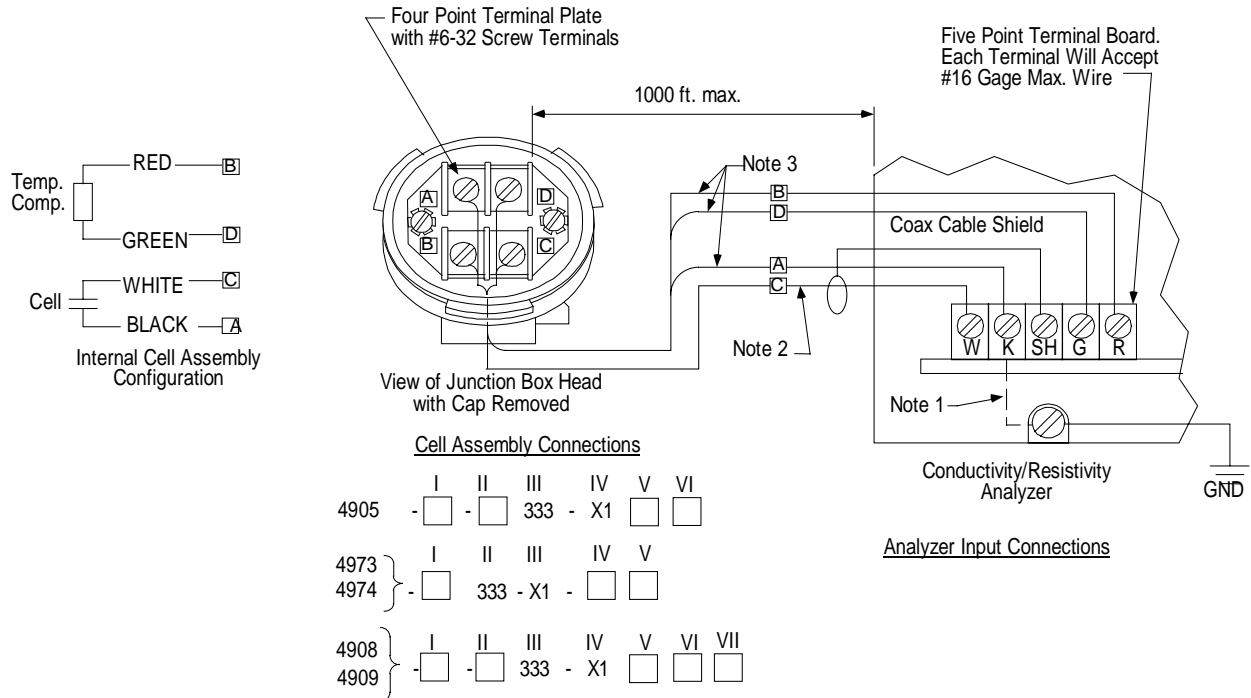 Four Point Terminal Plate
with #6-32 Screw Terminals
Five Point Terminal Board.
Each Terminal Will Accept
#16 Gage Max. Wire
1000 ft. max.
Temp.
Comp.
RED
B
GREEN
D
WHITE
C
Cell
BLACK
A
Internal Cell Assembly
Configuration
A
D
B
C
View of Junction Box Head
with Cap Removed
Note 3
B
D
Coax Cable Shield
A
C
Note 2
W K SH G R
Note 1
GND
Conductivity/Resistivity
Analyzer
Analyzer Input Connections
Cell Assembly Connections
I II III IV V VI
4905 - - 333 - X1
I II III IV V
4973
4974
- 333 - X1 -
I II III IV V VI VII
4908
4909
- - 333 - X1